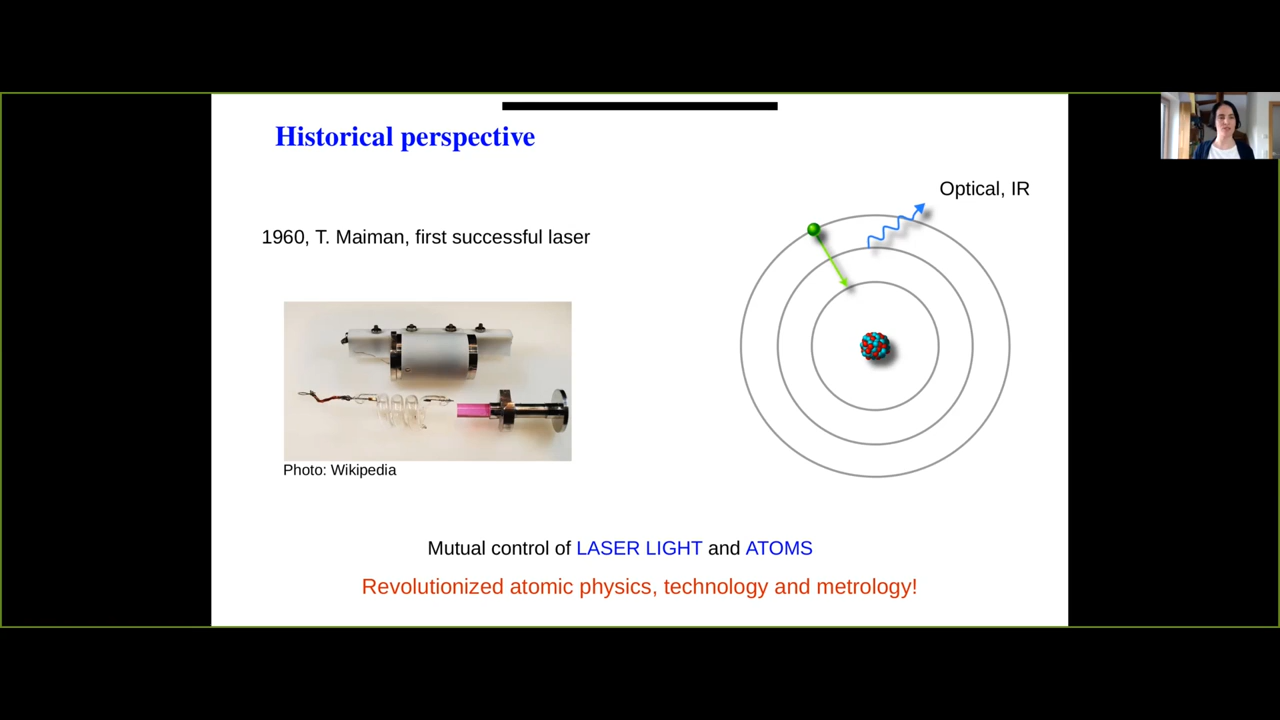 Historical perspective
Optical, IR
1960, T. Maiman, first successful laser
Photo: Wikipedia
Mutual control of LASER LIGHT and ATOMS
Revolutionized atomic physics, technology and metrology!